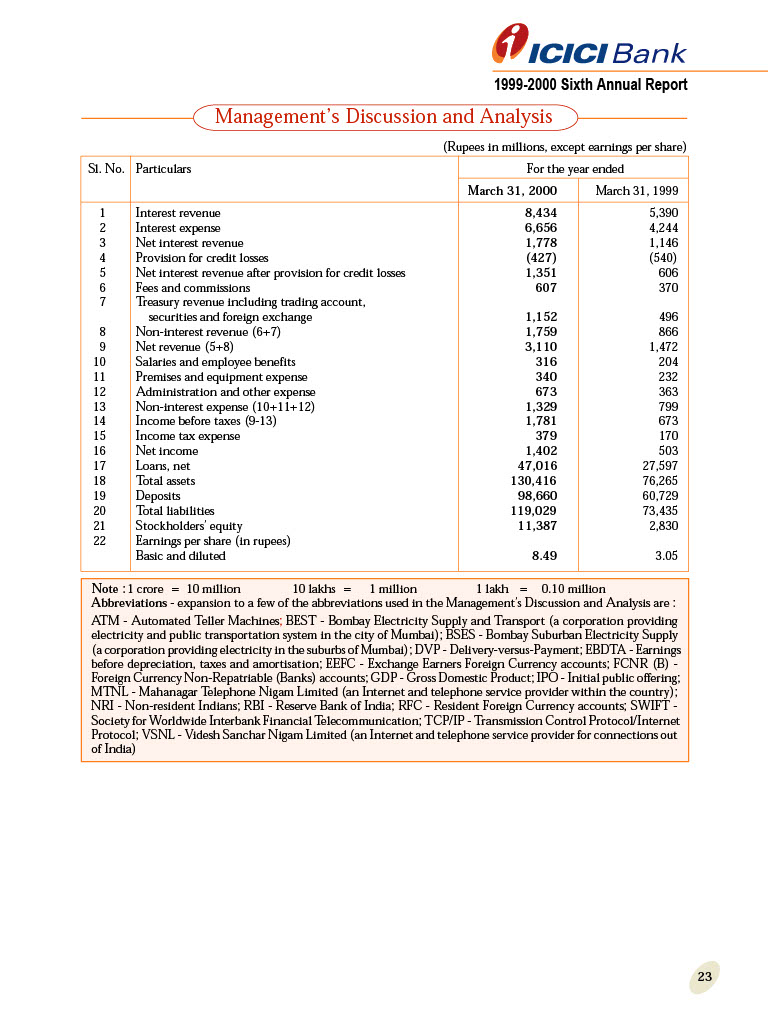 ICICI Bank
1999-2000 Sixth Annual Report
Management's Discussion and Analysis
(Rupees in millions, except earnings per share)
Sl. No. Particulars For the year ended
March 31, 2000 March 31, 1999
1 Interest revenue 8,434 5,390
2 Interest expense 6,656 4,244
3 Net interest revenue 1,778 1,146
4 Provision for credit losses (427) (540)
5 Net interest revenue after provision for credit losses 1,351 606
6 Fees and commissions 607 370
7 Treasury revenue including trading account,
securities and foreign exchange 1,152 496
8 Non-interest revenue (6+7) 1,759 866
9 Net revenue (5+8) 3,110 1,472
10 Salaries and employee benefits 316 204
11 Premises and equipment expense 340 232
12 Administration and other expense 673 363
13 Non-interest expense (10+11+12) 1,329 799
14 Income before taxes (9-13) 1,781 673
15 Income tax expense 379 170
16 Net income 1,402 503
17 Loans, net 47,016 27,597
18 Total assets 130,416 76,265
19 Deposits 98,660 60,729
20 Total liabilities 119,029 73,435
21 Stockholders' equity 11,387 2,830
22 Earnings per share (in rupees)
Basic and diluted 8.49 3.05
Note : 1 crore = 10 million 10 lakhs = 1 million 1 lakh = 0.10 million
Abbreviations - expansion to a few of the abbreviations used in the Management's Discussion and Analysis are :
ATM - Automated Teller Machines; BEST - Bombay Electricity Supply and Transport (a corporation providing
electricity and public transportation system in the city of Mumbai); BSES - Bombay Suburban Electricity Supply
(a corporation providing electricity in the suburbs of Mumbai); DVP - Delivery-versus-Payment; EBDTA - Earnings
before depreciation, taxes and amortisation; EEFC - Exchange Earners Foreign Currency accounts; FCNR (B) -
Foreign Currency Non-Repatriable (Banks) accounts; GDP - Gross Domestic Product; IPO - Initial public offering;
MTNL - Mahanagar Telephone Nigam Limited (an Internet and telephone service provider within the country);
NRI - Non-resident Indians; RBI - Reserve Bank of India; RFC - Resident Foreign Currency accounts; SWIFT -
Society for Worldwide Interbank Financial Telecommunication; TCP/IP - Transmission Control Protocol/Internet
Protocol; VSNL - Videsh Sanchar Nigam Limited (an Internet and telephone service provider for connections out
of India)
23